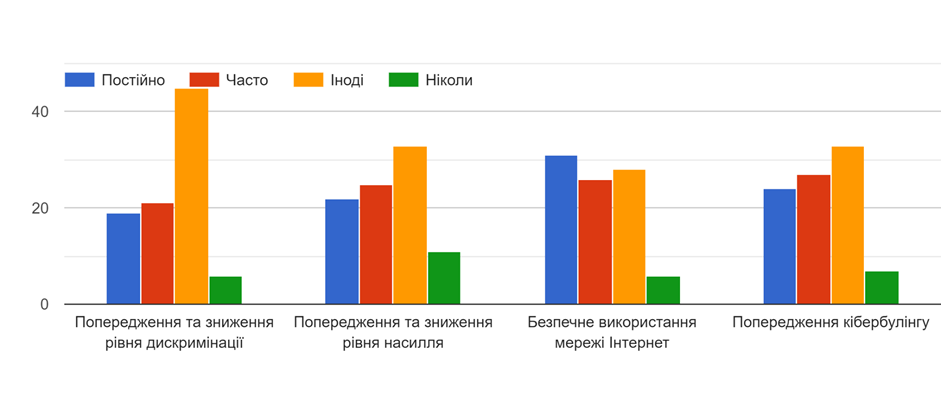 Постійно
Часто
Іноді
Ніколи
40
20
0
Попередження та зниження
рівня дискримінації
Попередження та зниження
рівня насилля
Безпечне використання
мережі Інтернет
Попередження кібербулінгу